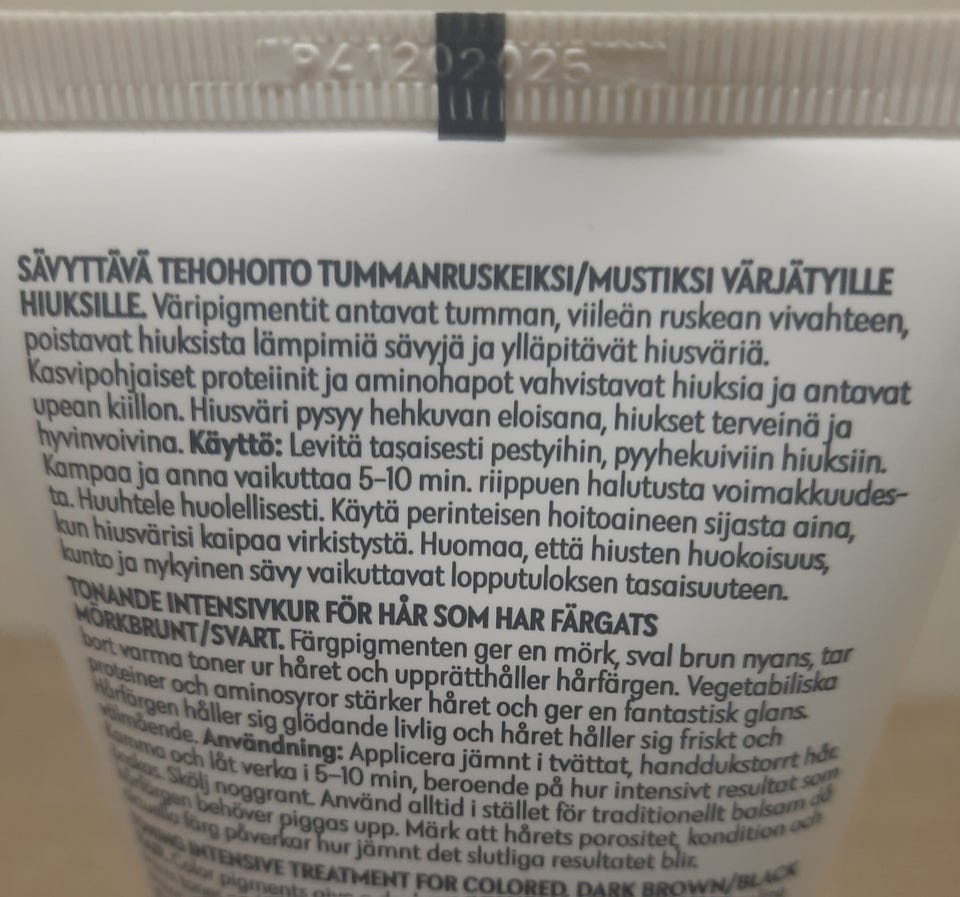 P41202025
SÄVYTTÄVÄ TEHOHOITO TUMMANRUSKEIKSI/MUSTIKSI VÄRJÄTYILLE
HIUKSILLE. Väripigmentit antavat tumman, viileän ruskean vivahteen,
poistavat hiuksista lämpimiä sävyjä ja ylläpitävät hiusväriä.
Kasvipohjaiset proteiinit ja aminohapot vahvistavat hiuksia ja antavat
upean kiillon. Hiusväri pysyy hehkuvan eloisana, hiukset terveinä ja
hyvinvoivina. Käyttö: Levitä tasaisesti pestyihin, pyyhekuiviin hiuksiin.
Kampaa ja anna vaikuttaa 5-10 min. riippuen halutusta voimakkuudes-
ta. Huuhtele huolellisesti. Käytä perinteisen hoitoaineen sijasta aina,
kun hiusvärisi kaipaa virkistystä. Huomaa, että hiusten huokoisuus,
kunto ja nykyinen sävy vaikuttavat lopputuloksen tasaisuuteen.
TONANDE INTENSIVKUR FÖR HÅR SOM HAR FÄRGATS
MÖRKBRUNT/SVART. Färgpigmenten ger en mörk, sval brun nyans, tar
bort varma toner ur håret och upprätthåller hårfärgen. Vegetabiliska
proteiner och aminosyror stärker håret och ger en fantastisk glans.
Hårfärgen håller sig glödande livlig och håret håller sig friskt och
välmående. Användning: Applicera jämnt i tvättat, handdukstorrt hår.
Kamma och låt verka i 5-10 min, beroende på hur intensivt resultat som
önskas. Skölj noggrant. Använd alltid i stället för traditionellt balsam då
hårfärgen behöver piggas upp. Märk att hårets porositet, kondition och
aktuella färg påverkar hur jämnt det slutliga resultatet blir.
TONING INTENSIVE TREATMENT FOR COLORED, DARK BROWN/BLACK
Color pigments give